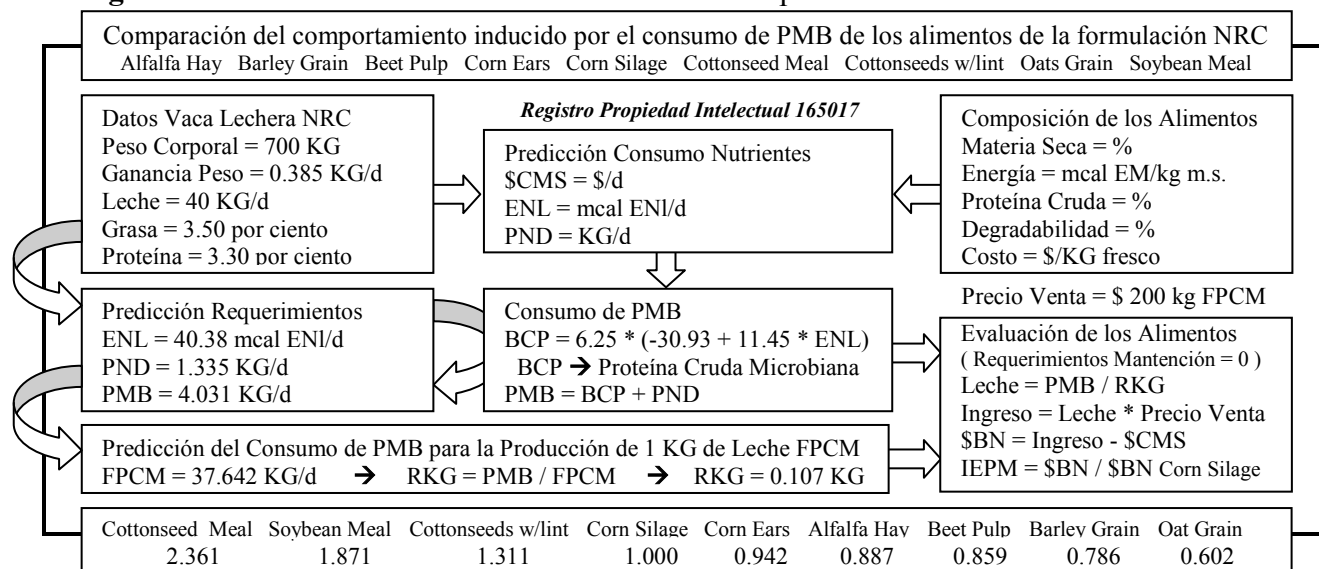 Comparación del comportamiento inducido por el consumo de PMB de los alimentos de la formulación NRC
Alfalfa Hay Barley Grain Beet Pulp Corn Ears Corn Silage Cottonseed Meal Cottonseeds w/lint Oats Grain Soybean Meal
Datos Vaca Lechera NRC
Peso Corporal = 700 KG
Ganancia Peso = 0.385 KG/d
Leche = 40 KG/d
Grasa = 3.50 por ciento
Proteína = 3.30 por ciento
Registro Propiedad Intelectual 165017
Predicción Consumo Nutrientes
$CMS = $/d
ENL = mcal ENl/d
PND = KG/d
Composición de los Alimentos
Materia Seca = %
Energía = mcal EM/kg m.s.
Proteína Cruda = %
Degradabilidad = %
Costo = $/KG fresco
Predicción Requerimientos
ENL = 40.38 mcal ENl/d
PND = 1.335 KG/d
PMB = 4.031 KG/d
Consumo de PMB
BCP = 6.25 * (-30.93 + 11.45 * ENL)
BCP → Proteína Cruda Microbiana
PMB = BCP + PND
Precio Venta = $ 200 kg FPCM
Evaluación de los Alimentos
( Requerimientos Mantención = 0 )
Leche = PMB / RKG
Ingreso = Leche * Precio Venta
$BN = Ingreso - $CMS
IEPM = $BN / $BN Corn Silage
Predicción del Consumo de PMB para la Producción de 1 KG de Leche FPCM
FPCM = 37.642 KG/d → RKG = PMB / FPCM → RKG = 0.107 KG
Cottonseed Meal Soybean Meal Cottonseeds w/lint Corn Silage Corn Ears Alfalfa Hay Beet Pulp Barley Grain Oat Grain
2.361 1.871 1.311 1.000 0.942 0.887 0.859 0.786 0.602